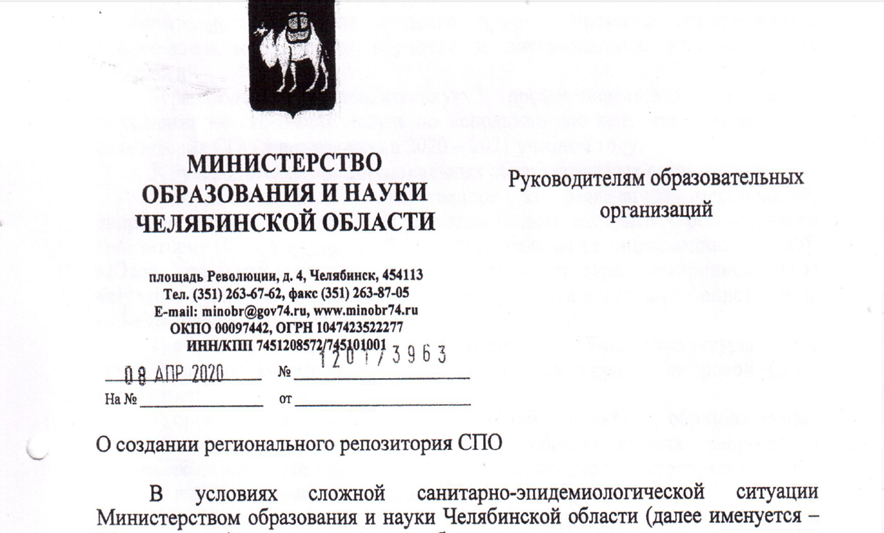 МИНИСТЕРСТВО
ОБРАЗОВАНИЯ И НАУКИ
ЧЕЛЯБИНСКОЙ ОБЛАСТИ
площадь Революции, д. 4, Челябинск, 454113
Тел. (351) 263-67-62, факс (351) 263-87-05
E-mail: minobr@gov74.ru, www.minobr74.ru
ОКПО 00097442, ОГРН 1047423522277
ИНН/КПП 7451208572/745101001
08 АПР 2020 № 1201/3963
На № от
Руководителям образовательных
организаций
О создании регионального репозитория СПО
В условиях сложной санитарно-эпидемиологической ситуации
Министерством образования и науки Челябинской области (далее именуется –